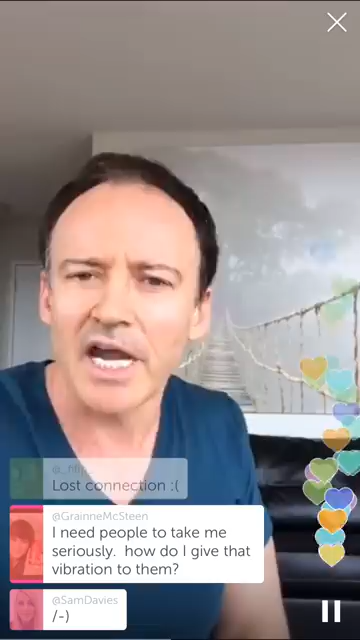 Lost connection :(
@GrainneMcSteen
I need people to take me
seriously.  how do I give that
vibration to them?
@SamDavies
/-)